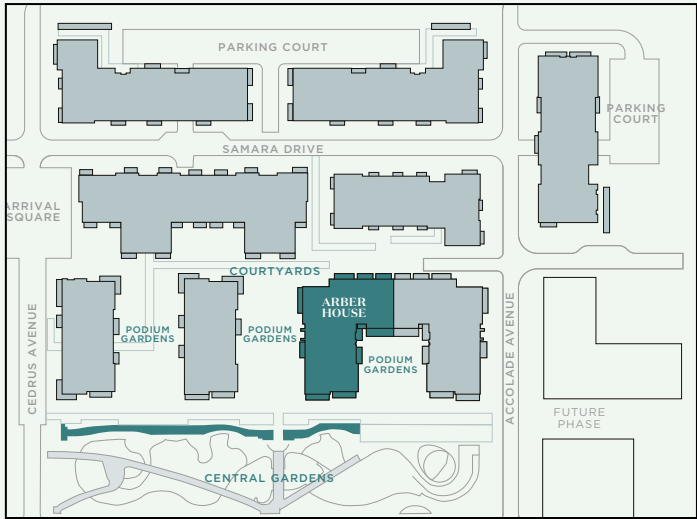 PARKING COURT
PARKING
COURT
SAMARA DRIVE
ARRIVAL
SQUARE
COURTYARDS
ARBER
HOUSE
PODIUM
GARDENS
PODIUM
GARDENS
PODIUM
GARDENS
CEDRUS AVENUE
ACCOLADE AVENUE
FUTURE
PHASE
CENTRAL GARDENS